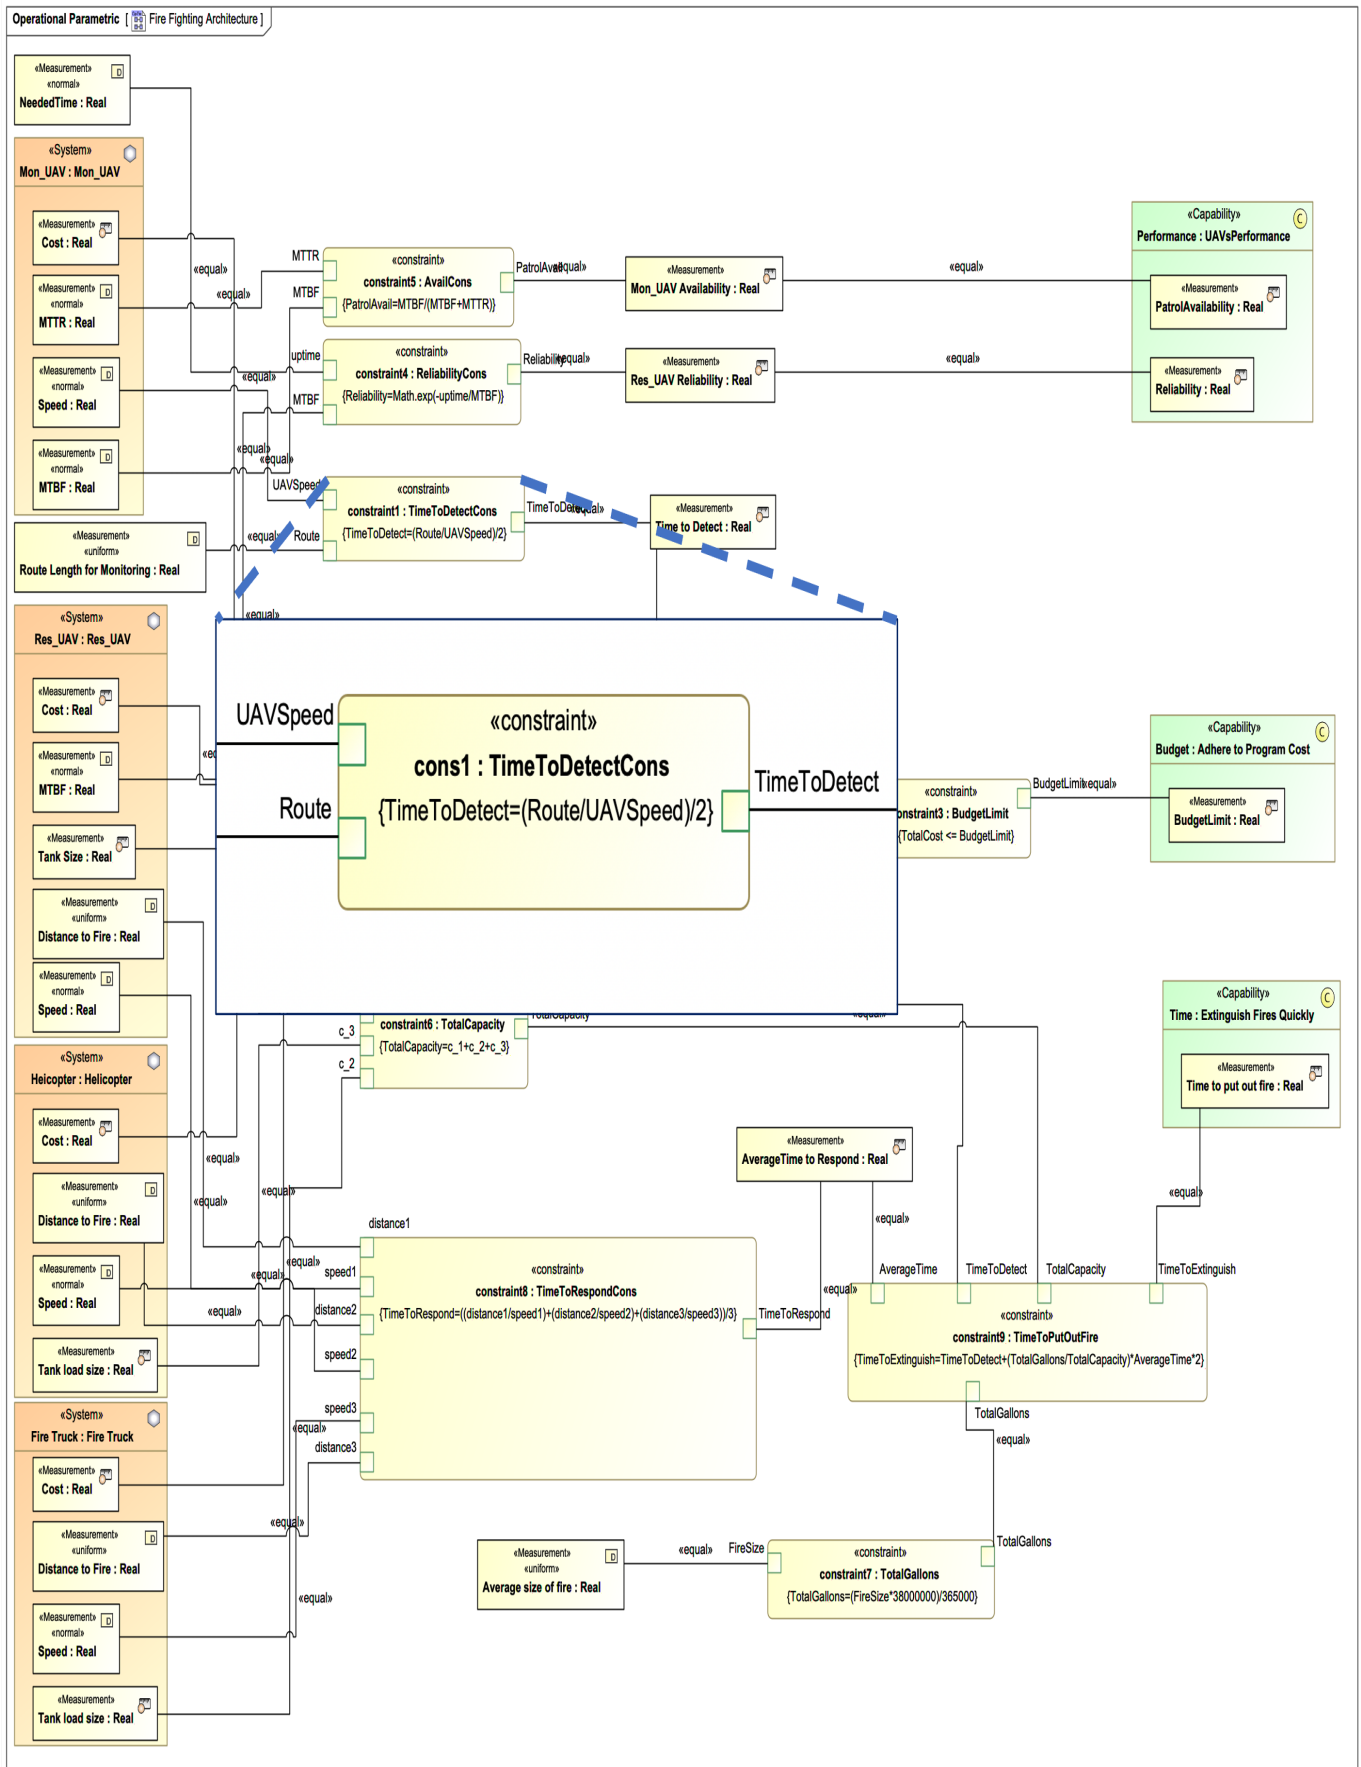 Operational Parametric [ Fire Fighting Architecture ]
«Measurement»
«normal»
NeededTime : Real
«System»
Mon_UAV : Mon_UAV
«Measurement»
Cost : Real
«Measurement»
«normal»
MTTR : Real
«Measurement»
«normal»
Speed : Real
«Measurement»
«normal»
MTBF : Real
«Measurement»
«uniform»
Route Length for Monitoring : Real
«equal»
«equal»
«equal»
«equal»
«equal»
«equal»
«equal»
MTTR
MTBF
«constraint»
constraint5 : AvailCons
{PatrolAvail=MTBF/(MTBF+MTTR)}
PatrolAvail
«equal»
«Measurement»
Mon_UAV Availability : Real
«equal»
uptime
MTBF
«constraint»
constraint4 : ReliabilityCons
{Reliability=Math.exp(-uptime/MTBF)}
Reliability
«equal»
«Measurement»
Res_UAV Reliability : Real
«equal»
«Capability»
Performance : UAVsPerformance
«Measurement»
PatrolAvailability : Real
«Measurement»
Reliability : Real
UAVSpeed
Route
«constraint»
constraint1 : TimeToDetectCons
{TimeToDetect=(Route/UAVSpeed)/2}
TimeToDetect
«equal»
«Measurement»
Time to Detect : Real
«System»
Res_UAV : Res_UAV
«Measurement»
Cost : Real
«Measurement»
«normal»
MTBF : Real
«Measurement»
Tank Size : Real
«Measurement»
«uniform»
Distance to Fire : Real
«Measurement»
«normal»
Speed : Real
UAVSpeed
Route
«constraint»
cons1 : TimeToDetectCons
{TimeToDetect=(Route/UAVSpeed)/2}
TimeToDetect
«constraint»
onstraint3 : BudgetLimit
{TotalCost <= BudgetLimit}
BudgetLimit
«equal»
«Capability»
Budget : Adhere to Program Cost
«Measurement»
BudgetLimit : Real
c_3
c_2
constraint6 : TotalCapacity
{TotalCapacity=c_1+c_2+c_3}
TotalCapacity
«equal»
«Capability»
Time : Extinguish Fires Quickly
«Measurement»
Time to put out fire : Real
«equal»
«System»
Heicopter : Helicopter
«Measurement»
Cost : Real
«Measurement»
«uniform»
Distance to Fire : Real
«Measurement»
«normal»
Speed : Real
«Measurement»
Tank load size : Real
«equal»
«equal»
«equal»
«equal»
«equal»
«equal»
«Measurement»
AverageTime to Respond : Real
«equal»
distance1
speed1
distance2
speed2
speed3
distance3
«constraint»
constraint8 : TimeToRespondCons
{TimeToRespond=((distance1/speed1)+(distance2/speed2)+(distance3/speed3))/3}
TimeToRespond
«equal»
AverageTime
TimeToDetect
TotalCapacity
TimeToExtinguish
«constraint»
constraint9 : TimeToPutOutFire
{TimeToExtinguish=TimeToDetect+(TotalGallons/TotalCapacity)*AverageTime*2}
TotalGallons
«equal»
«System»
Fire Truck : Fire Truck
«Measurement»
Cost : Real
«Measurement»
«uniform»
Distance to Fire : Real
«Measurement»
«normal»
Speed : Real
«Measurement»
Tank load size : Real
«equal»
«equal»
«equal»
«Measurement»
«uniform»
Average size of fire : Real
«equal»
FireSize
«constraint»
constraint7 : TotalGallons
{TotalGallons=(FireSize*38000000)/365000}
TotalGallons